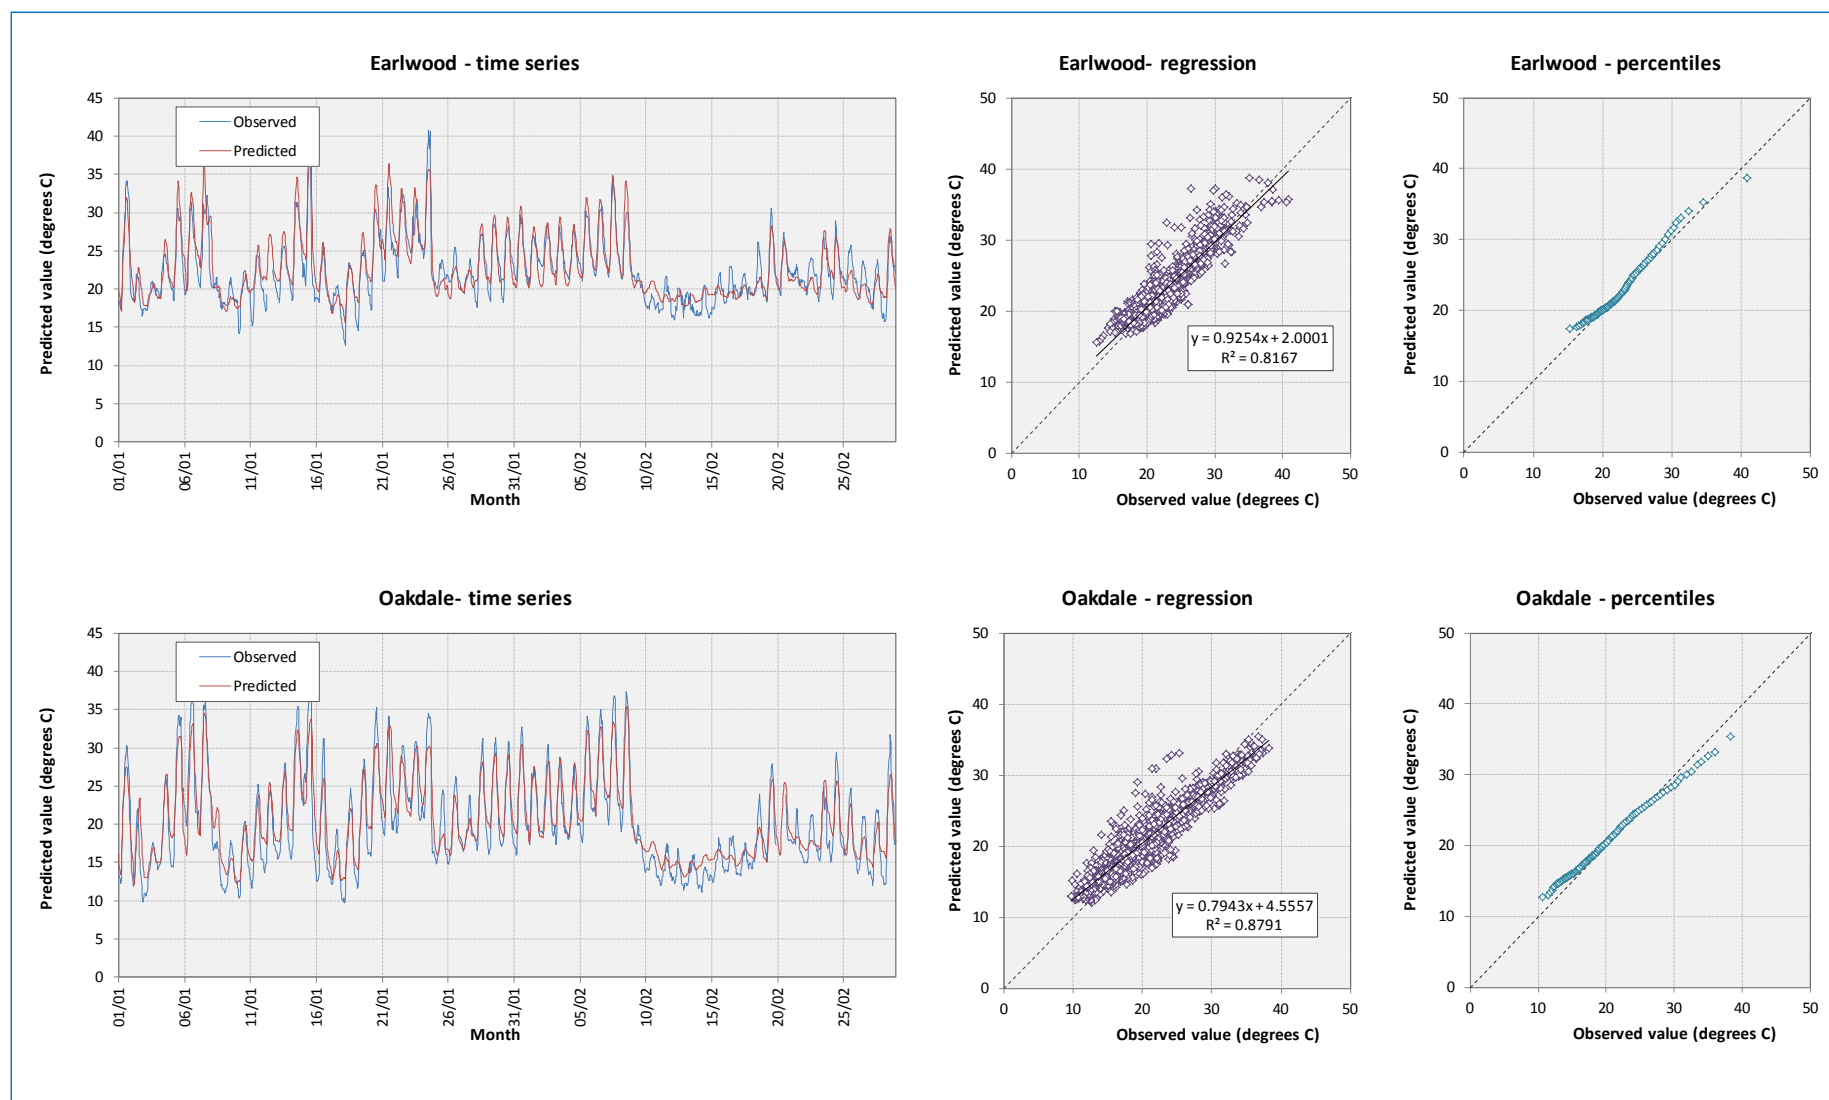 Earlwood - time series
45
40
35
30
25
20
15
10
5
0
Observed
Predicted
Predicted value (degrees C)
01/01
06/01
11/01
16/01
21/01
26/01
31/01
05/02
10/02
15/02
20/02
25/02
Month
Earlwood- regression
50
40
30
20
10
0
Predicted value (degrees C)
y = 0.9254x + 2.0001
R² = 0.8167
0 10 20 30 40 50
Observed value (degrees C)
Earlwood - percentiles
50
40
30
20
10
0
Predicted value (degrees C)
0 10 20 30 40 50
Observed value (degrees C)
Oakdale- time series
45
40
35
30
25
20
15
10
5
0
Observed
Predicted
Predicted value (degrees C)
01/01
06/01
11/01
16/01
21/01
26/01
31/01
05/02
10/02
15/02
20/02
25/02
Month
Oakdale - regression
50
40
30
20
10
0
Predicted value (degrees C)
y = 0.7943x + 4.5557
R² = 0.8791
0 10 20 30 40 50
Observed value (degrees C)
Oakdale - percentiles
50
40
30
20
10
0
Predicted value (degrees C)
0 10 20 30 40 50
Observed value (degrees C)